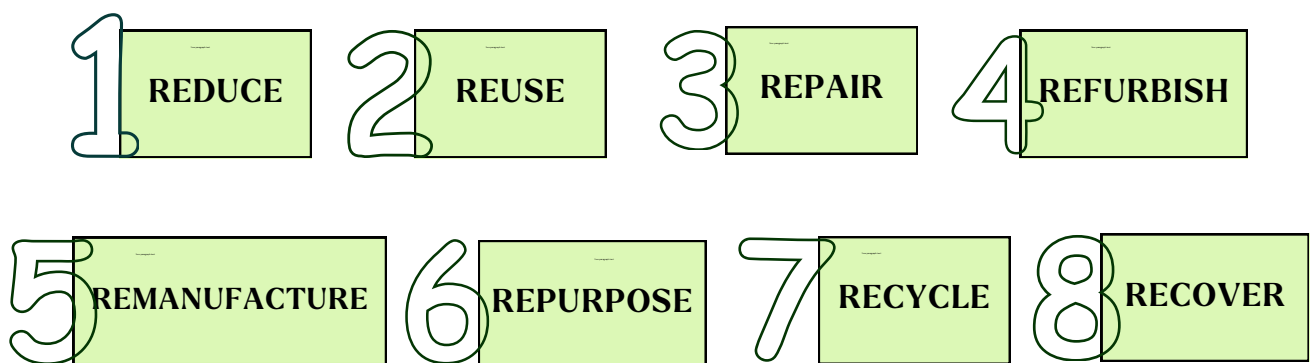 1 REDUCE
2 REUSE
3 REPAIR
4 REFURBISH
5 REMANUFACTURE
6 REPURPOSE
7 RECYCLE
8 RECOVER